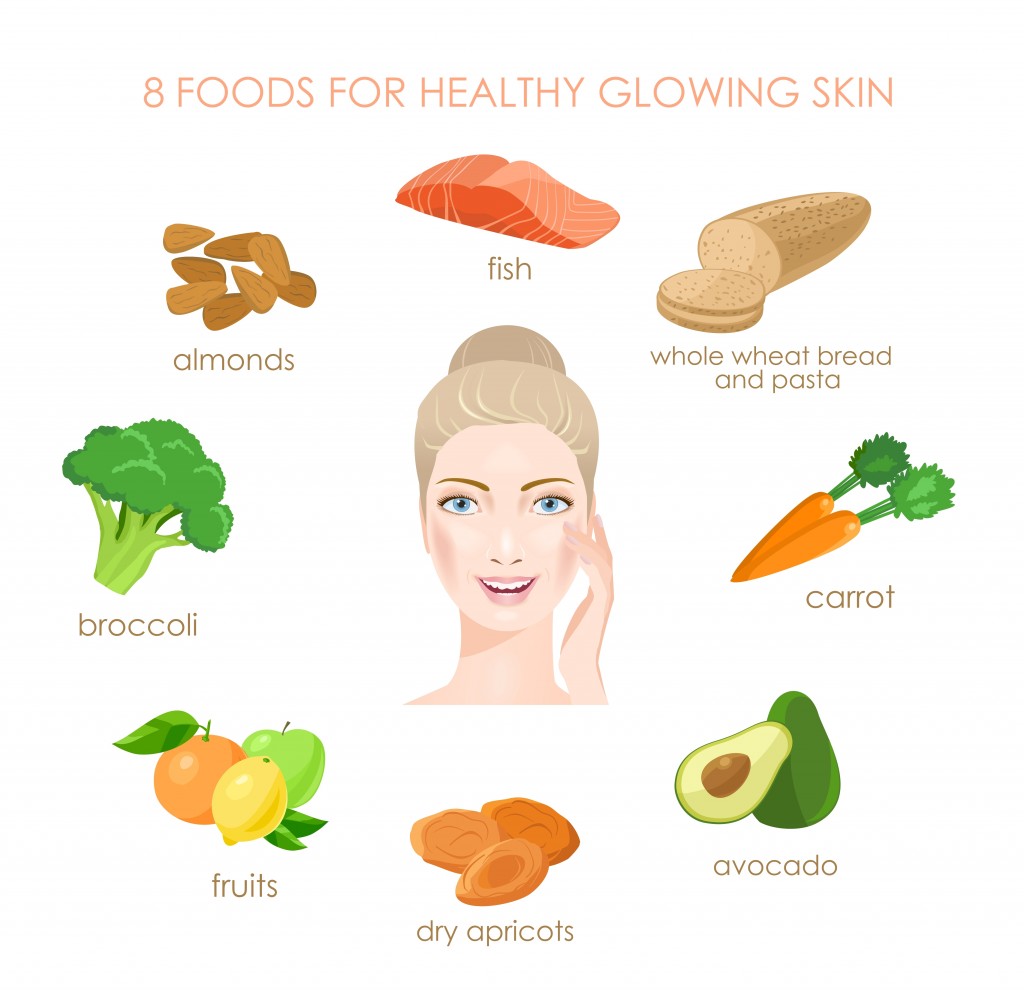 8 FOODS FOR HEALTHY GLOWING SKIN
fish
almonds
whole wheat bread
and pasta
broccoli
carrot
fruits
avocado
dry apricots